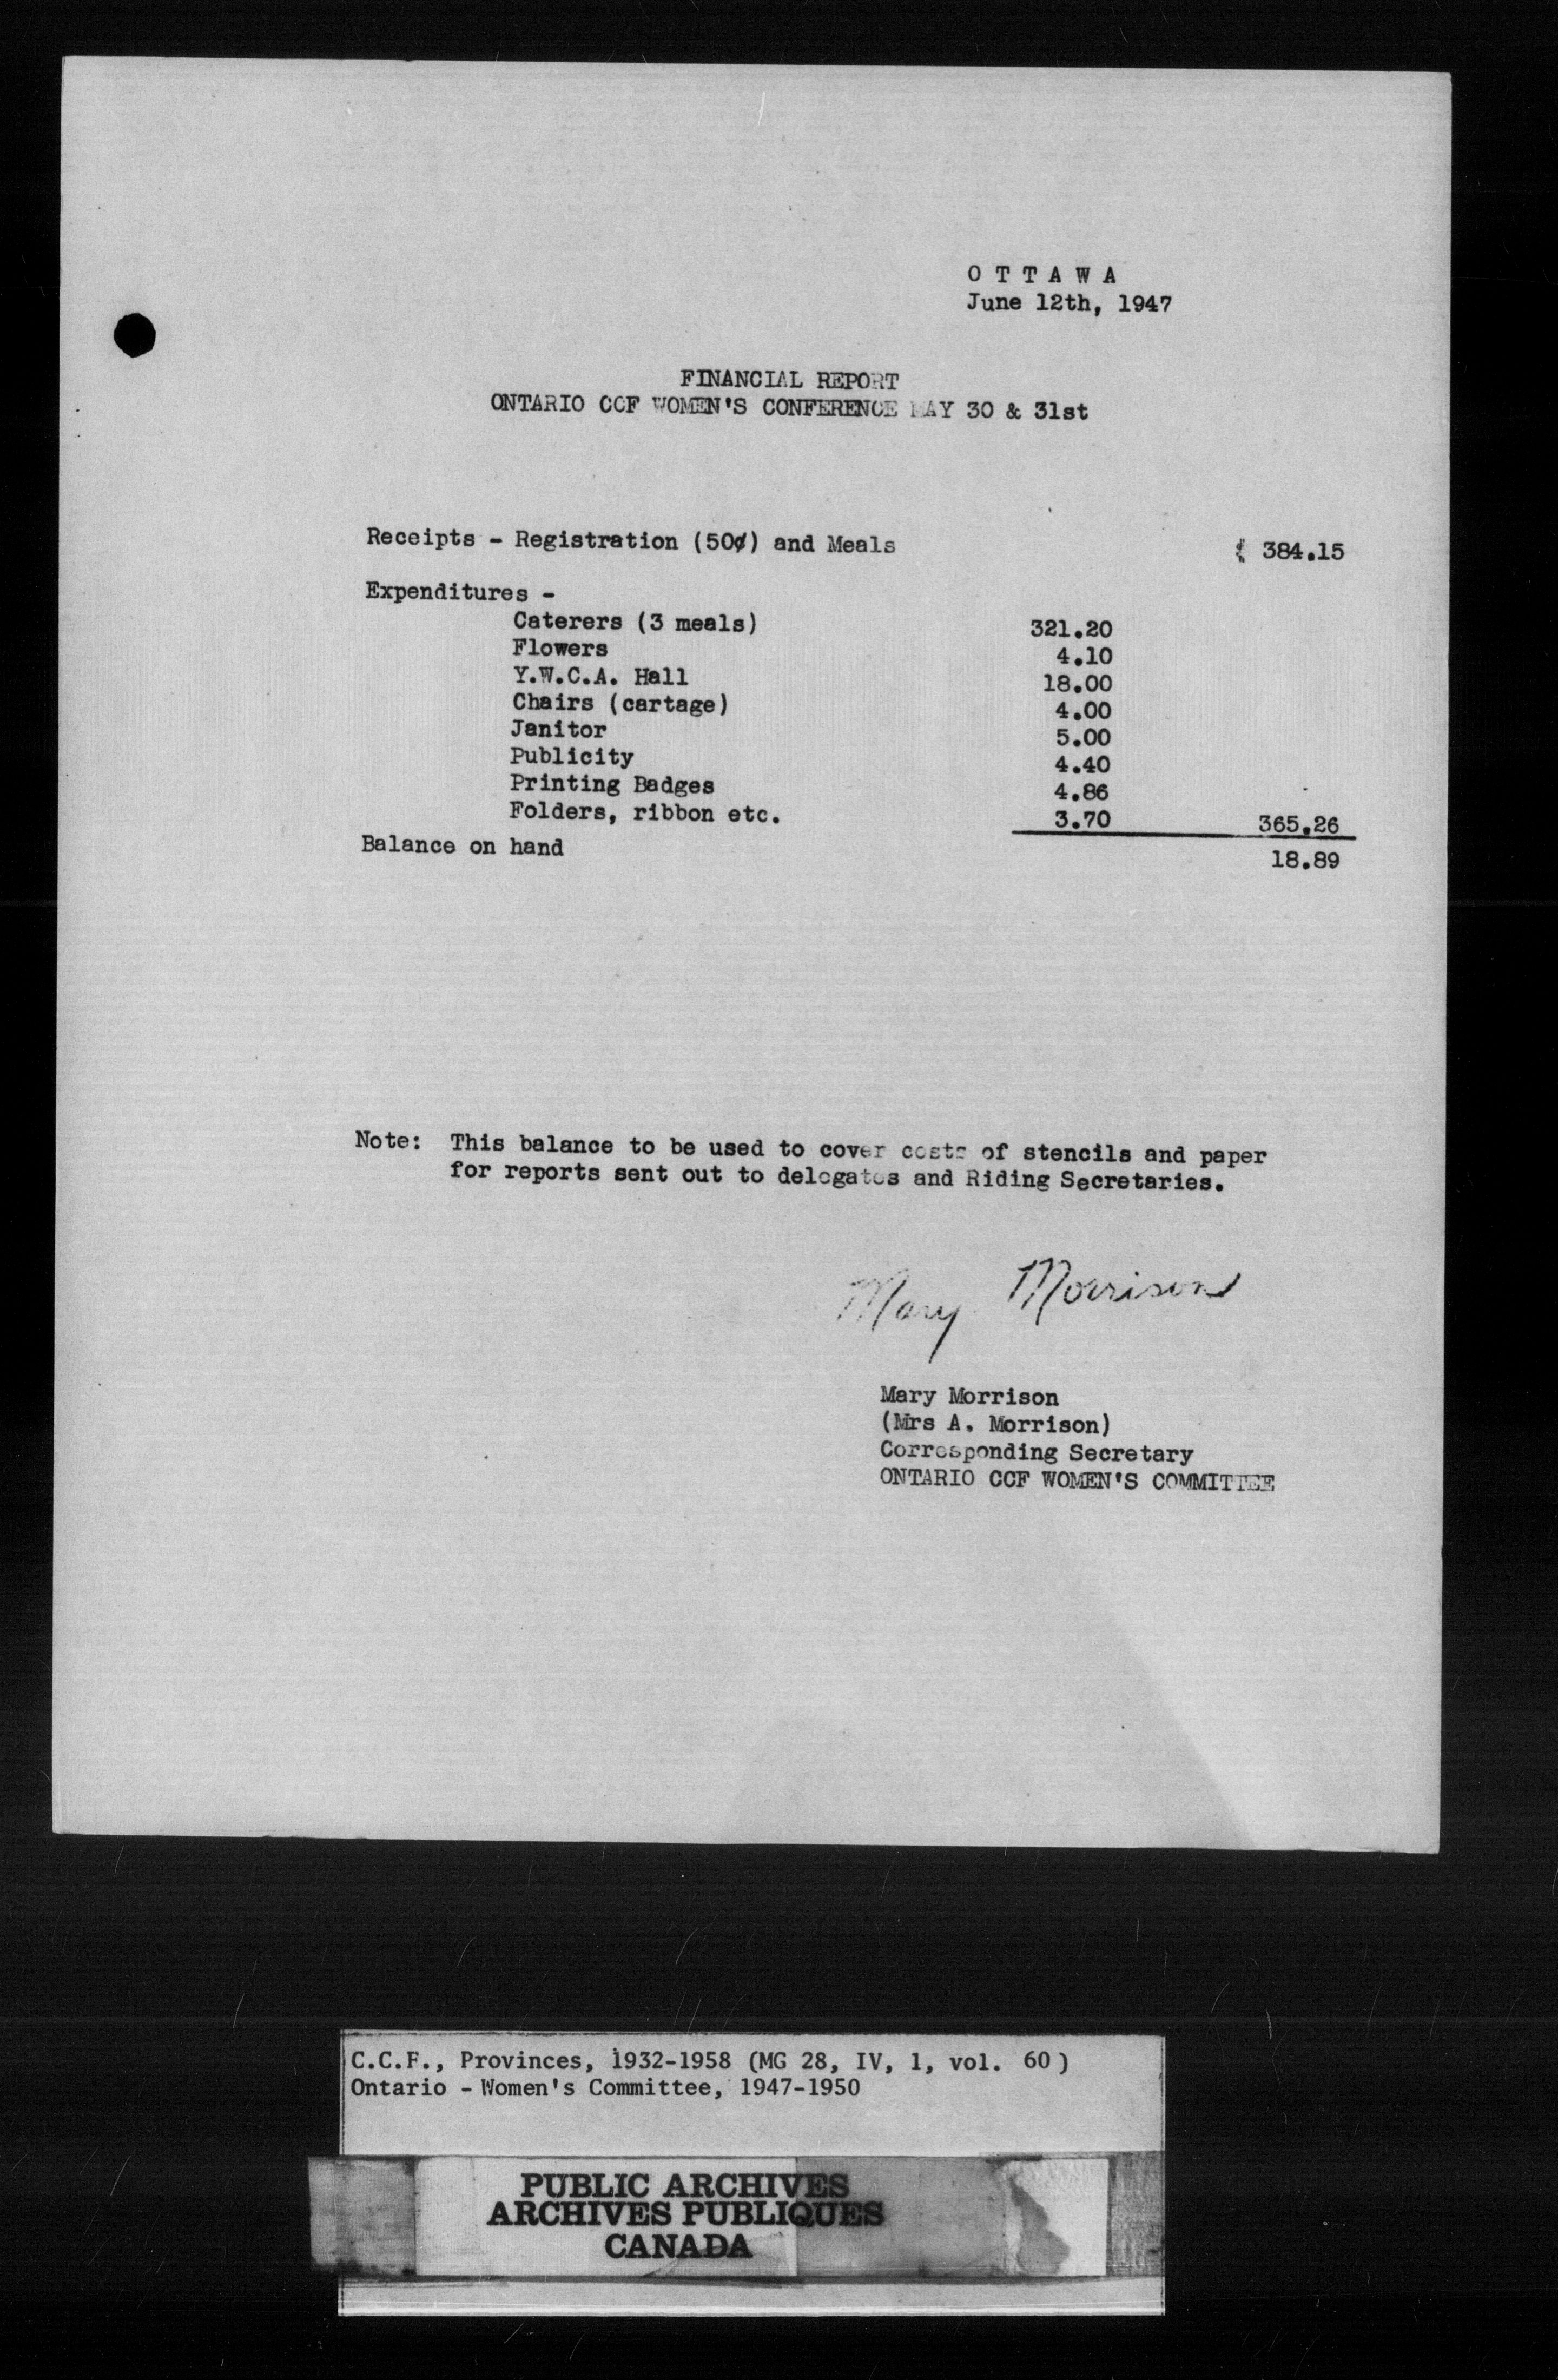 O T T A W A
June 12th, 1947
FINANCIAL REPORT
ONTARIO CCF WOMEN'S CONFERENCE MAY 30 & 31st
Receipts - Registration (50¢) and Meals $ 384.15
Expenditures -
Caterers (3 meals) 321.20
Flowers 4.10
Y.W.C.A. Hall 18.00
Chairs (cartage) 4.00
Janitor 5.00
Publicity 4.40
Printing Badges 4.86
Folders, ribbon etc. 3.70 365.26
Balance on hand 18.89
Note: This balance to be used to cover costs of stencils and paper
for reports sent out to delegates and Riding Secretaries.
Mary Morrison
Mary Morrison
(Mrs A. Morrison)
Corresponding Secretary
ONTARIO CCF WOMEN'S COMMITTEE
C.C.F., Provinces, 1932-1958 (MG 28, IV, 1, vol. 60)
Ontario - Women's Committee, 1947-1950
PUBLIC ARCHIVES
ARCHIVES PUBLIQUES
CANADA